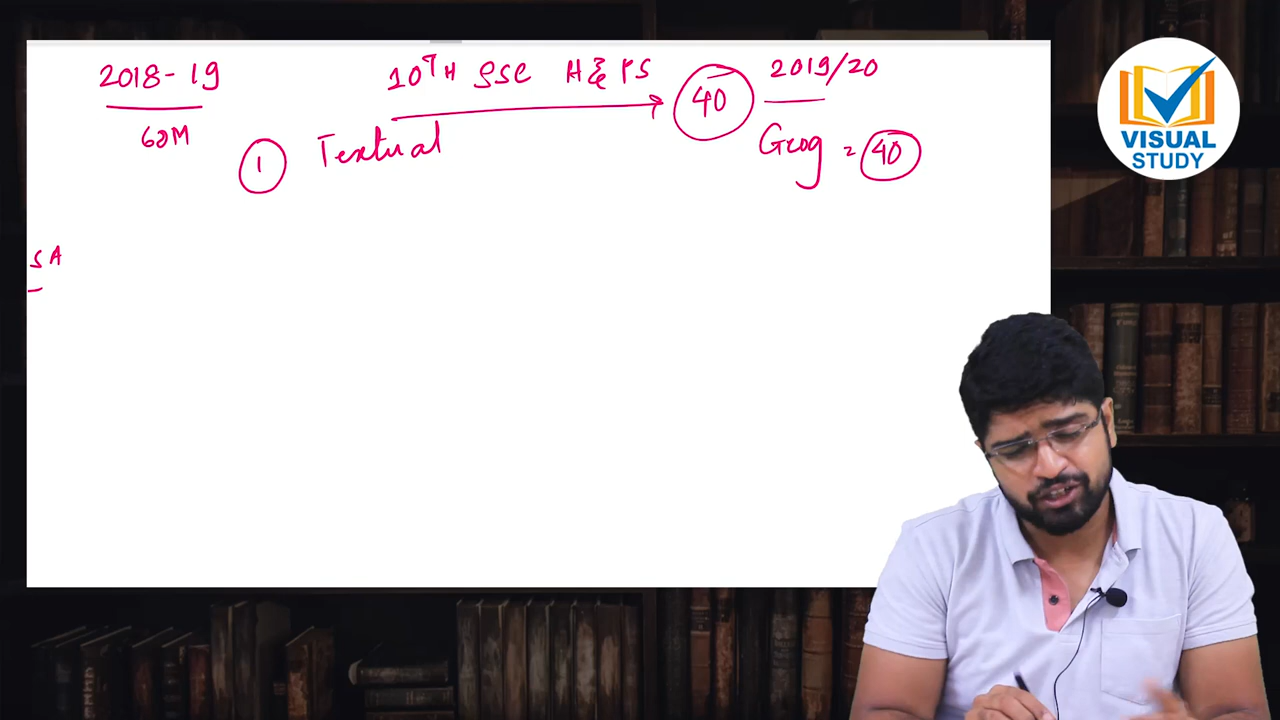 2018-19 10TH SSC H& PS 40 2019/20
60M
1 Textual
Geog = 40
SA
VISUAL
STUDY